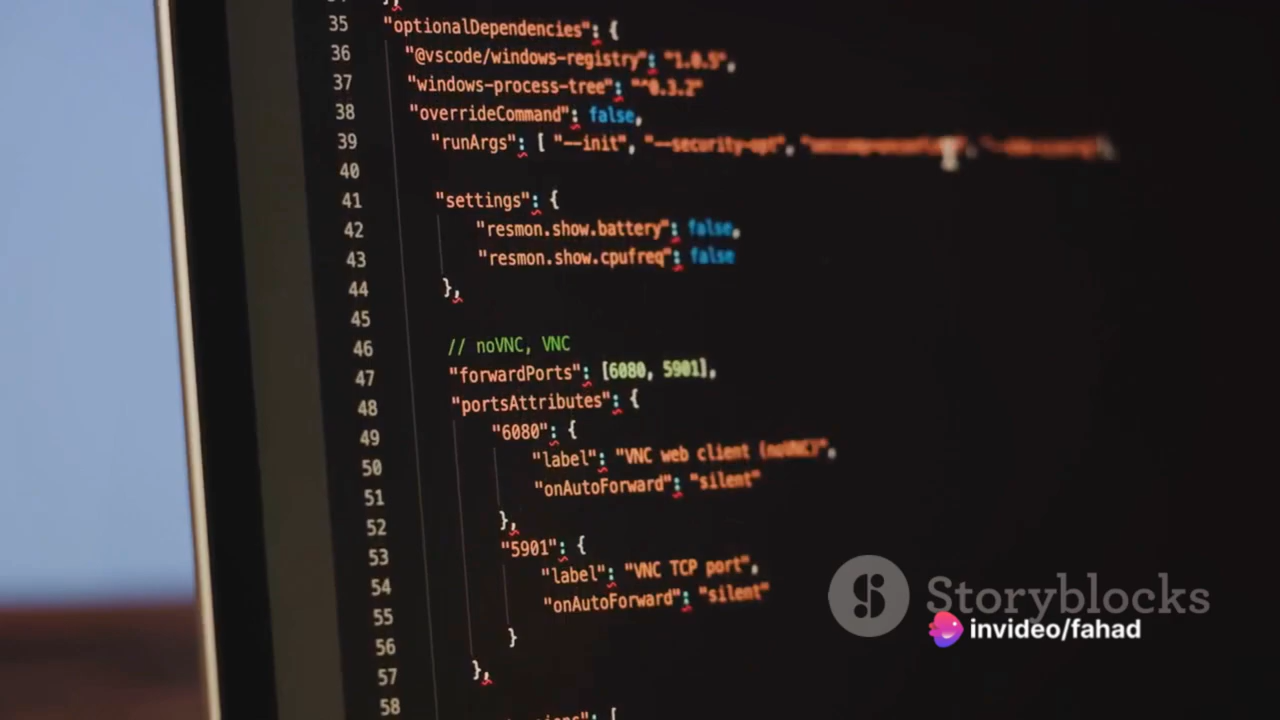 35 "optionalDependencies": {
36 "@vscode/windows-registry": "1.0.5",
37 "windows-process-tree": "^0.3.2"
38 "overrideCommand": false,
39 "runArgs": [ "--init", "--security-opt",
40
41 "settings": {
42 "resmon.show.battery": false,
43 "resmon.show.cpufreq": false
44 },
45
46 // noVNC, VNC
47 "forwardPorts": [6080, 5901],
48 "portsAttributes": {
49 "6080": {
50 "label": "VNC web client (noVNC)",
51 "onAutoForward": "silent"
52 },
53 "5901": {
54 "label": "VNC TCP port",
55 "onAutoForward": "silent"
56 }
57 },
58
Storyblocks
invideo/fahad